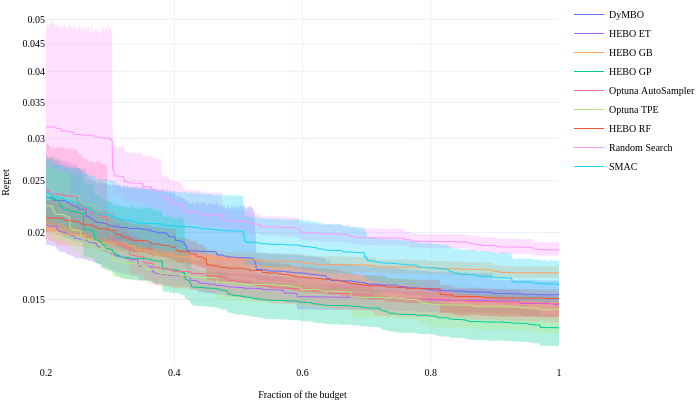 0.05
0.045
0.04
0.035
0.03
0.025
0.02
0.015
Regret
0.2
0.4
0.6
0.8
1
Fraction of the budget
DyMBO
HEBO ET
HEBO GB
HEBO GP
Optuna AutoSampler
Optuna TPE
HEBO RF
Random Search
SMAC